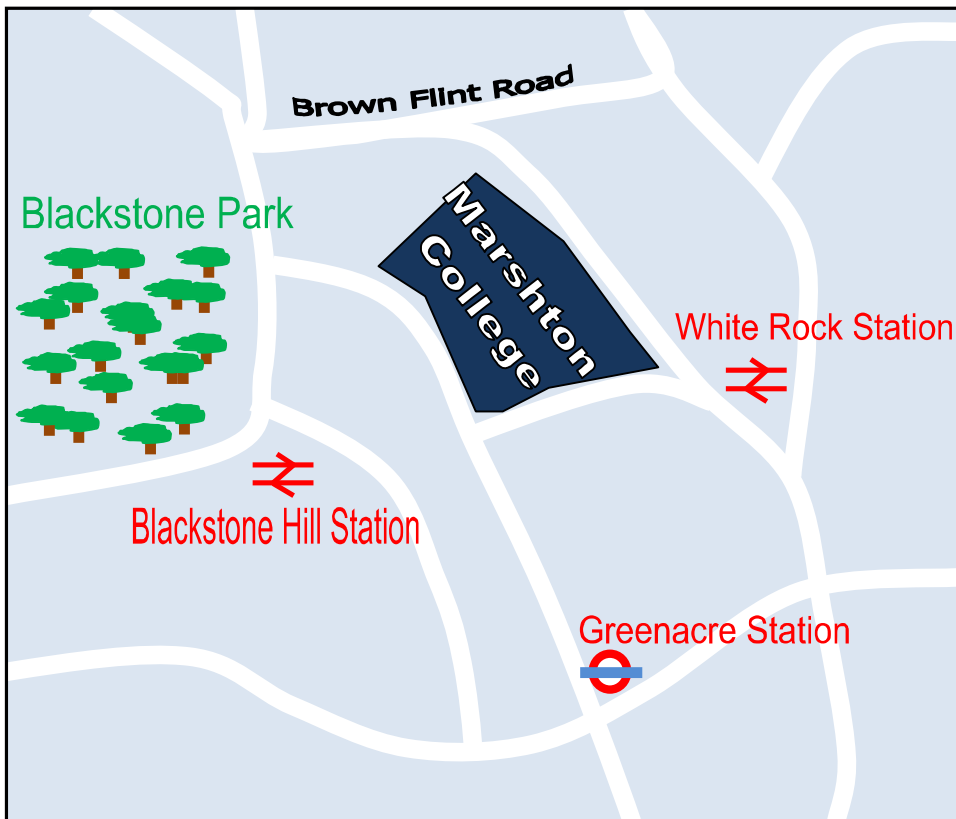 Brown Flint Road
Blackstone Park
Marshton
College
White Rock Station
Blackstone Hill Station
Greenacre Station